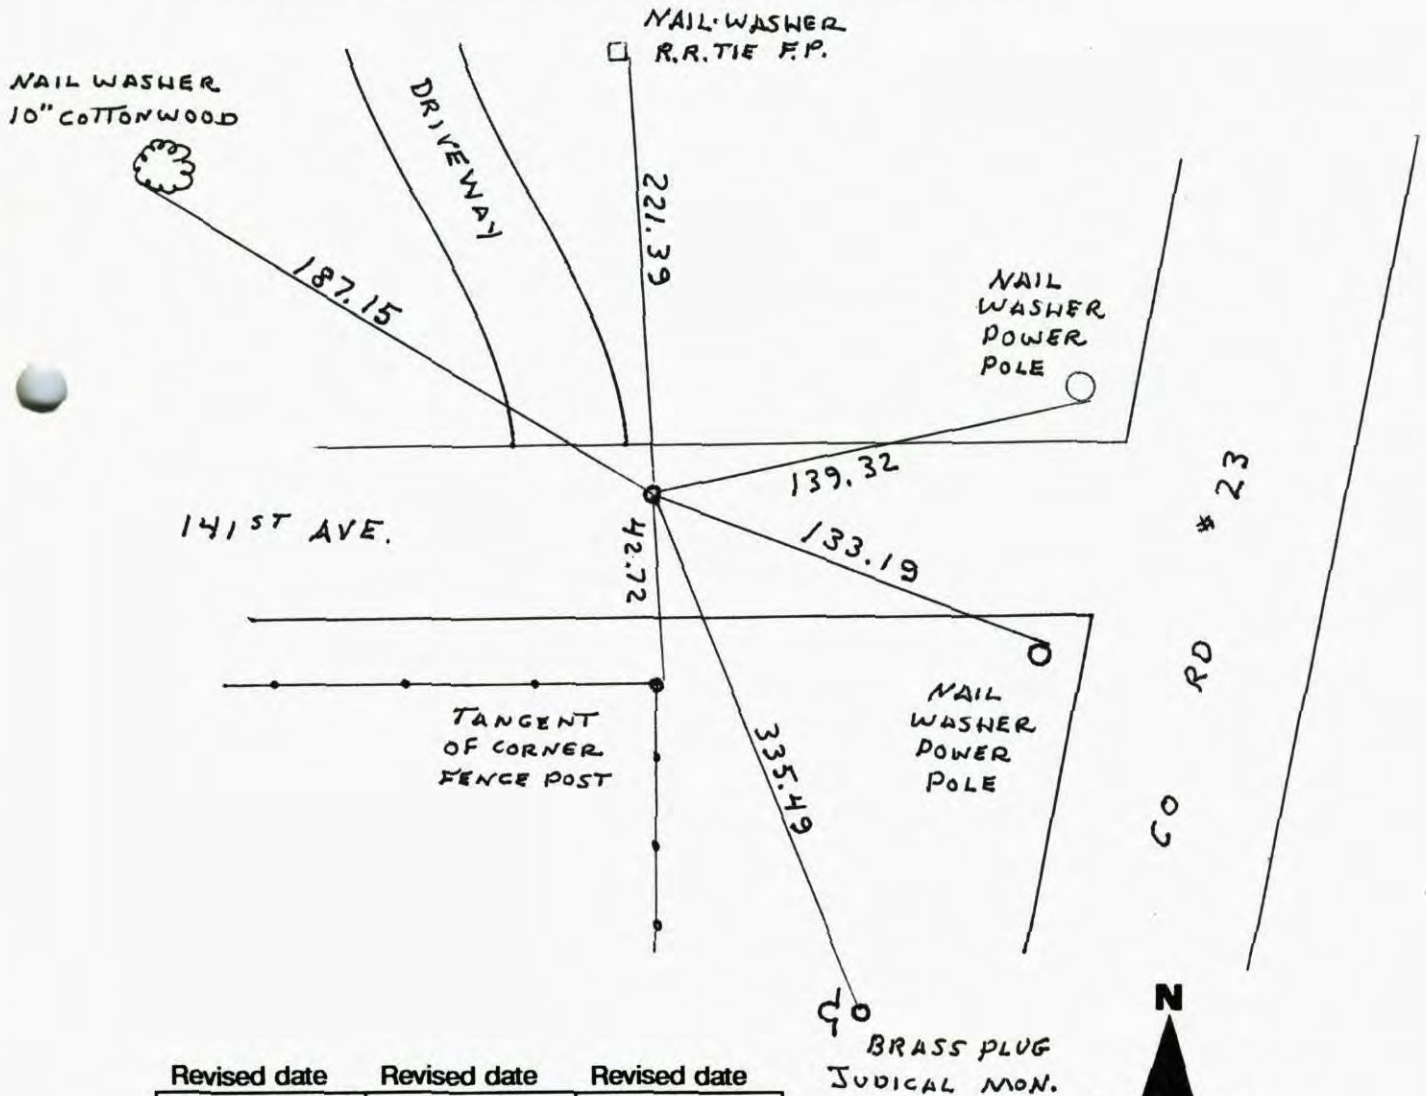 NAIL-WASHER
R.R. TIE F.P.
NAIL WASHER
10" COTTONWOOD
DRIVEWAY
221.39
187.15
NAIL
WASHER
POWER
POLE
139.32
# 23
141ST AVE.
133.19
42.72
RD
NAIL
WASHER
POWER
POLE
TANGENT
OF CORNER
FENCE POST
335.49
CO
N
BRASS PLUG
JUDICAL MON.
Revised date Revised date Revised date